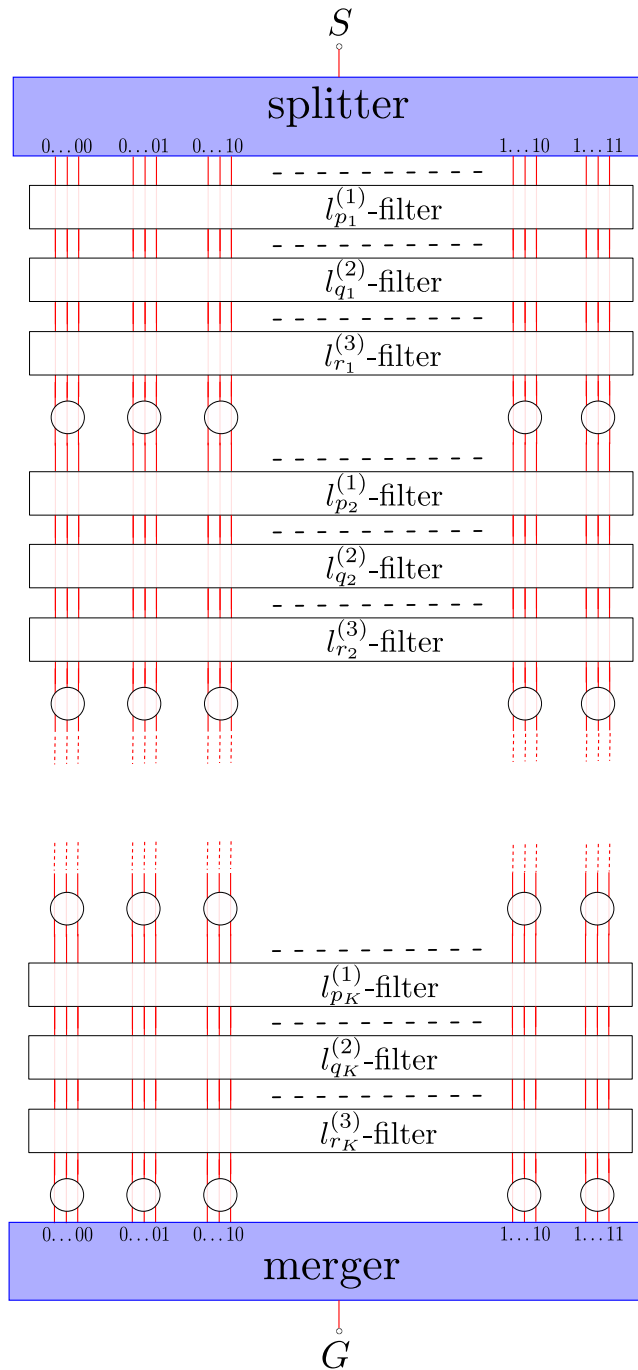 S
splitter
0...00 0...01 0...10 1...10 1...11
l_{p_1}^{(1)}-filter
l_{q_1}^{(2)}-filter
l_{r_1}^{(3)}-filter
l_{p_2}^{(1)}-filter
l_{q_2}^{(2)}-filter
l_{r_2}^{(3)}-filter
l_{p_K}^{(1)}-filter
l_{q_K}^{(2)}-filter
l_{r_K}^{(3)}-filter
0...00 0...01 0...10 1...10 1...11
merger
G